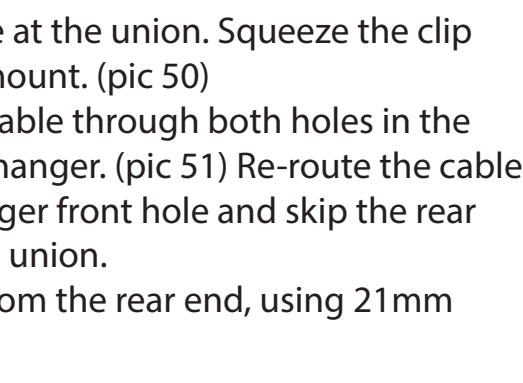 e at the union. Squeeze the clip
ount. (pic 50)
able through both holes in the
hanger. (pic 51) Re-route the cable
ger front hole and skip the rear
union.
om the rear end, using 21mm